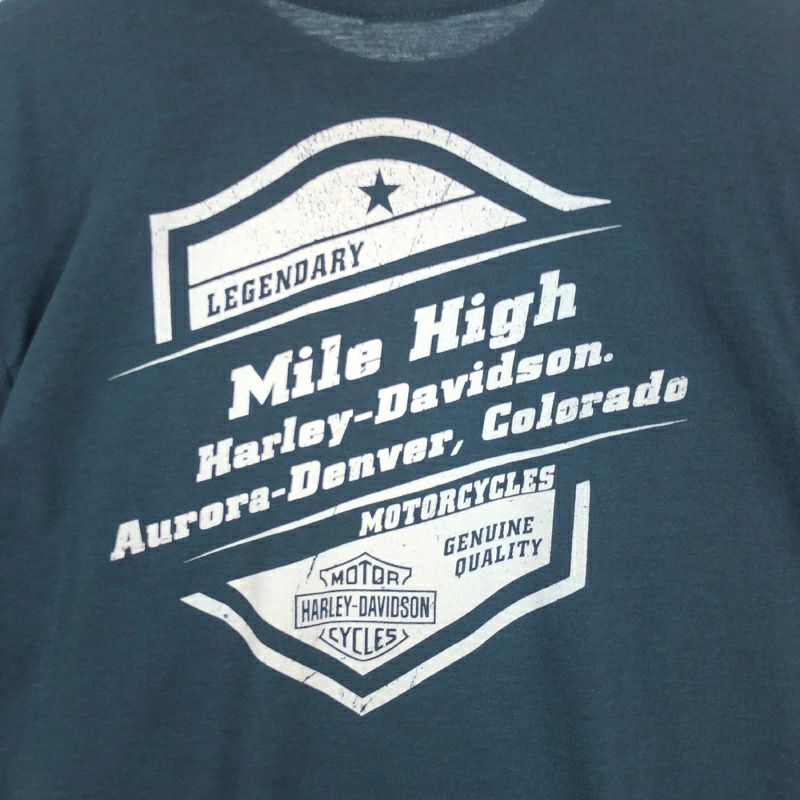 LEGENDARY
Mile High
Harley-Davidson.
Aurora-Denver, Colorado
MOTORCYCLES
GENUINE
QUALITY
MOTOR
HARLEY-DAVIDSON
CYCLES